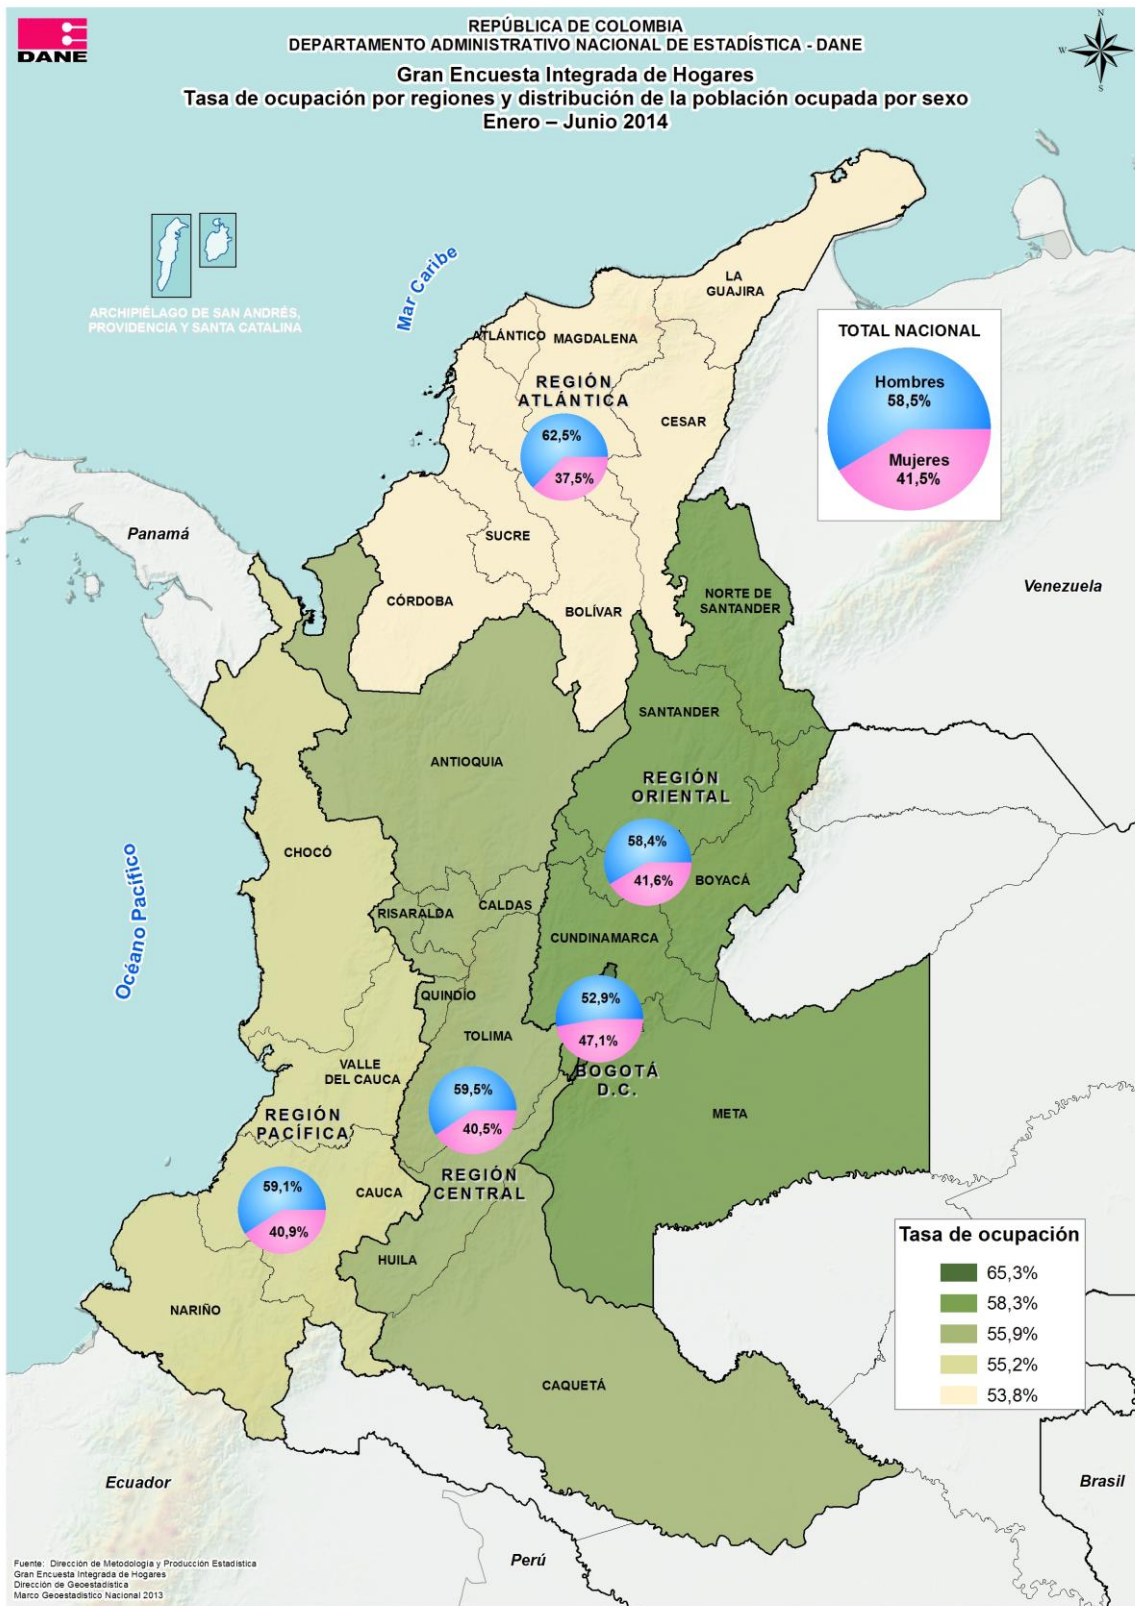 DANE
REPÚBLICA DE COLOMBIA
DEPARTAMENTO ADMINISTRATIVO NACIONAL DE ESTADÍSTICA - DANE
Gran Encuesta Integrada de Hogares
Tasa de ocupación por regiones y distribución de la población ocupada por sexo
Enero – Junio 2014
N
W
E
S
ARCHIPIÉLAGO DE SAN ANDRÉS,
PROVIDENCIA Y SANTA CATALINA
Mar Caribe
LA
GUAJIRA
ATLÁNTICO
MAGDALENA
REGIÓN
ATLÁNTICA
CESAR
62,5%
37,5%
TOTAL NACIONAL
Hombres
58,5%
Mujeres
41,5%
Panamá
SUCRE
CÓRDOBA
BOLÍVAR
NORTE DE
SANTANDER
Venezuela
SANTANDER
ANTIOQUIA
REGIÓN
ORIENTAL
58,4%
41,6%
BOYACÁ
CHOCÓ
Océano Pacífico
RISARALDA
CALDAS
CUNDINAMARCA
QUINDÍO
52,9%
47,1%
BOGOTÁ
D.C.
TOLIMA
VALLE
DEL CAUCA
59,5%
40,5%
REGIÓN
CENTRAL
META
REGIÓN
PACÍFICA
59,1%
40,9%
CAUCA
HUILA
NARIÑO
CAQUETÁ
Tasa de ocupación
65,3%
58,3%
55,9%
55,2%
53,8%
Ecuador
Perú
Brasil
Fuente: Dirección de Metodología y Producción Estadística
Gran Encuesta Integrada de Hogares
Dirección de Geoestadística
Marco Geoestadístico Nacional 2013